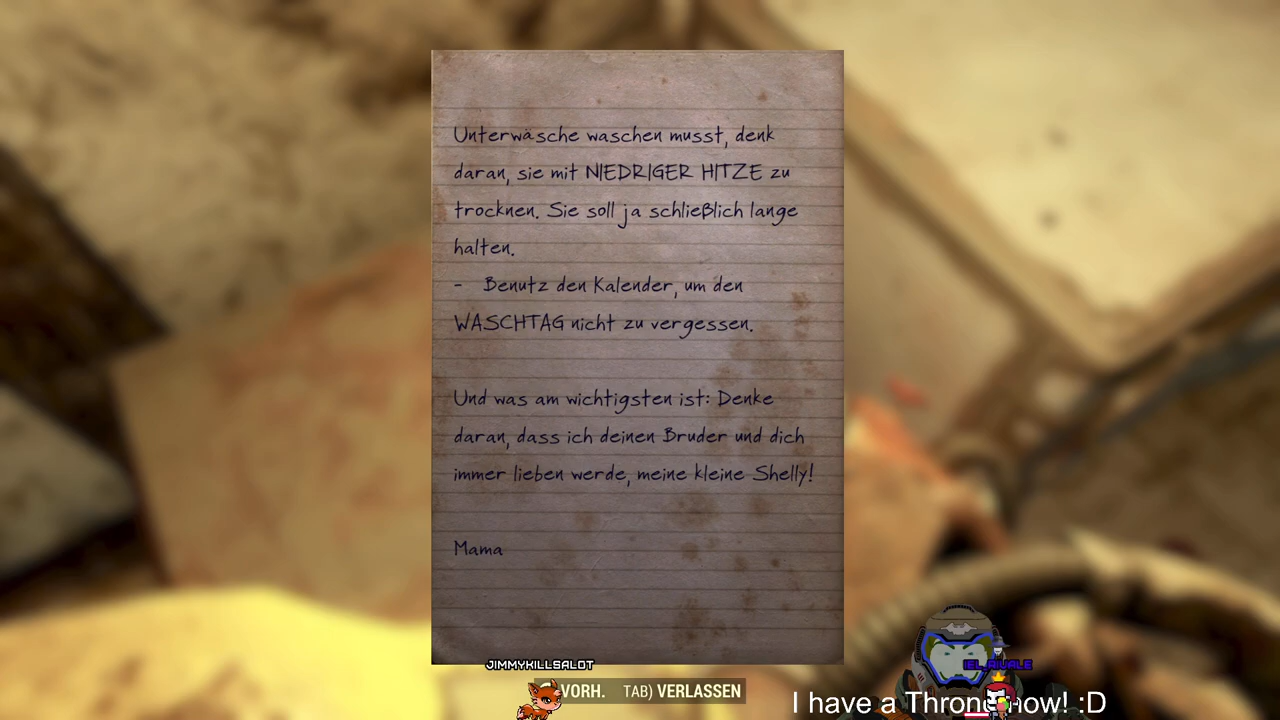 Unterwäsche waschen musst, denk
daran, sie mit NIEDRIGER HITZE zu
trocknen. Sie soll ja schließlich lange
halten.
- Benutz den Kalender, um den
WASCHTAG nicht zu vergessen.
Und was am wichtigsten ist: Denke
daran, dass ich deinen Bruder und dich
immer lieben werde, meine kleine Shelly!
Mama
JIMMYKILLSALOT
VORH. TAB) VERLASSEN
I have a Throne now! :D